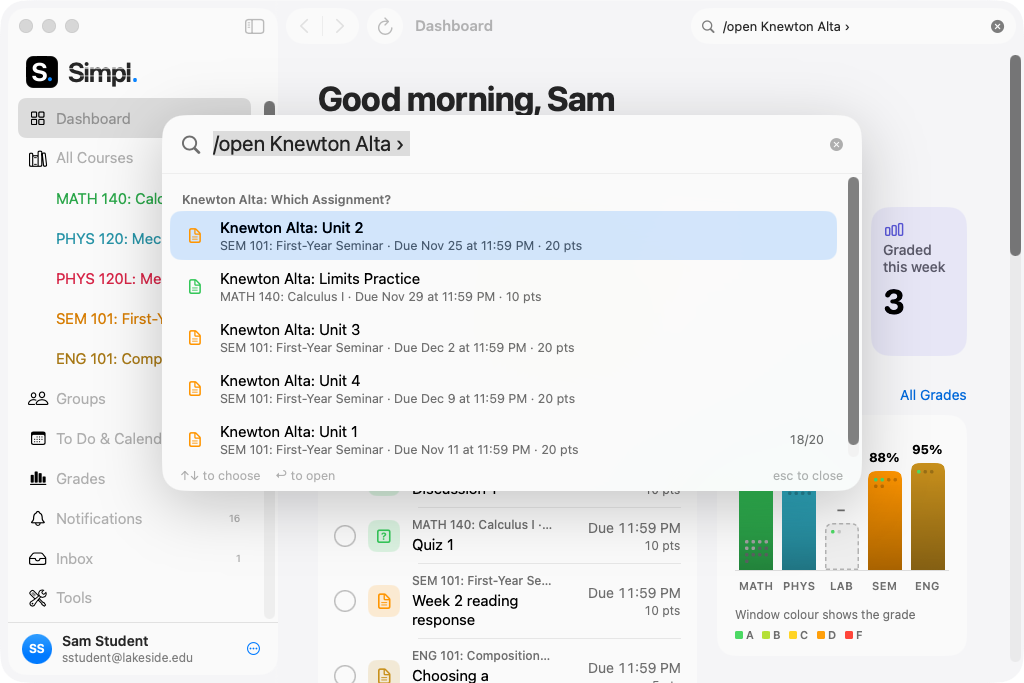 Dashboard
/open Knewton Alta ›
S.
Simpl.
Good morning, Sam
Dashboard
All Courses
MATH 140: Calc
PHYS 120: Mec
PHYS 120L: Me
SEM 101: First-Y
ENG 101: Comp
Groups
To Do & Calend
Grades
Notifications
16
Inbox
1
Tools
SS
Sam Student
sstudent@lakeside.edu
/open Knewton Alta ›
Knewton Alta: Which Assignment?
Knewton Alta: Unit 2
SEM 101: First-Year Seminar · Due Nov 25 at 11:59 PM · 20 pts
Knewton Alta: Limits Practice
MATH 140: Calculus I · Due Nov 29 at 11:59 PM · 10 pts
Knewton Alta: Unit 3
SEM 101: First-Year Seminar · Due Dec 2 at 11:59 PM · 20 pts
Knewton Alta: Unit 4
SEM 101: First-Year Seminar · Due Dec 9 at 11:59 PM · 20 pts
Knewton Alta: Unit 1
SEM 101: First-Year Seminar · Due Nov 11 at 11:59 PM · 20 pts
18/20
↑↓ to choose
↩ to open
esc to close
Graded
this week
3
All Grades
Discussion 1
10 pts
MATH 140: Calculus I ·...
Quiz 1
Due 11:59 PM
10 pts
SEM 101: First-Year Se...
Week 2 reading
response
Due 11:59 PM
10 pts
ENG 101: Composition...
Choosing a
Due 11:59 PM
88%
95%
–
MATH
PHYS
LAB
SEM
ENG
Window colour shows the grade
A
B
C
D
F